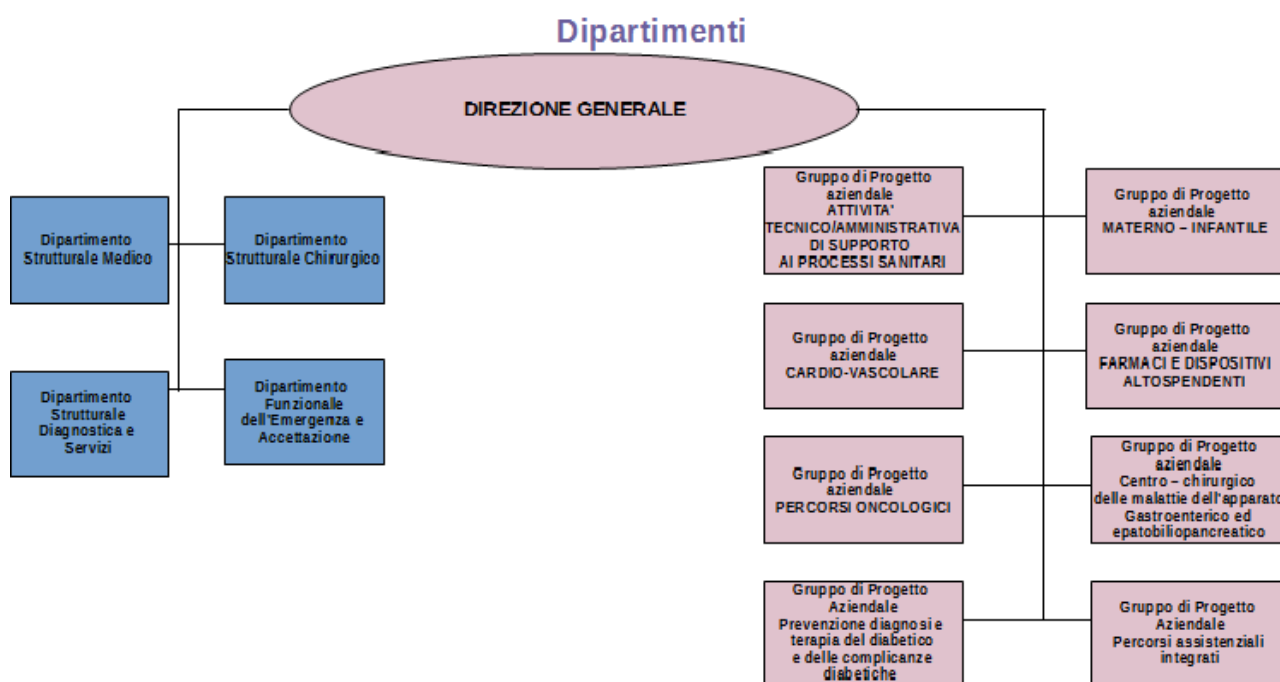 Dipartimenti
DIREZIONE GENERALE
Dipartimento
Strutturale Medico
Dipartimento
Strutturale Chirurgico
Dipartimento
Strutturale
Diagnostica e
Servizi
Dipartimento
Funzionale
dell'Emergenza e
Accettazione
Gruppo di Progetto
aziendale
ATTIVITA'
TECNICO/AMMINISTRATIVA
DI SUPPORTO
AI PROCESSI SANITARI
Gruppo di Progetto
aziendale
MATERNO – INFANTILE
Gruppo di Progetto
aziendale
CARDIO-VASCOLARE
Gruppo di Progetto
aziendale
FARMACI E DISPOSITIVI
ALTOSPENDENTI
Gruppo di Progetto
aziendale
PERCORSI ONCOLOGICI
Gruppo di Progetto
aziendale
Centro – chirurgico
delle malattie dell'apparato
Gastroenterico ed
epatobiliopancreatico
Gruppo di Progetto
Aziendale
Prevenzione diagnosi e
terapia del diabetico
e delle complicanze
diabetiche
Gruppo di Progetto
Aziendale
Percorsi assistenziali
integrati